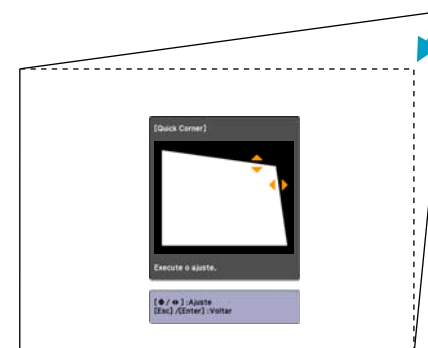 [Quick Corner]
Execute o ajuste.
[ / ] :Ajuste
[Esc] /[Enter] :Voltar